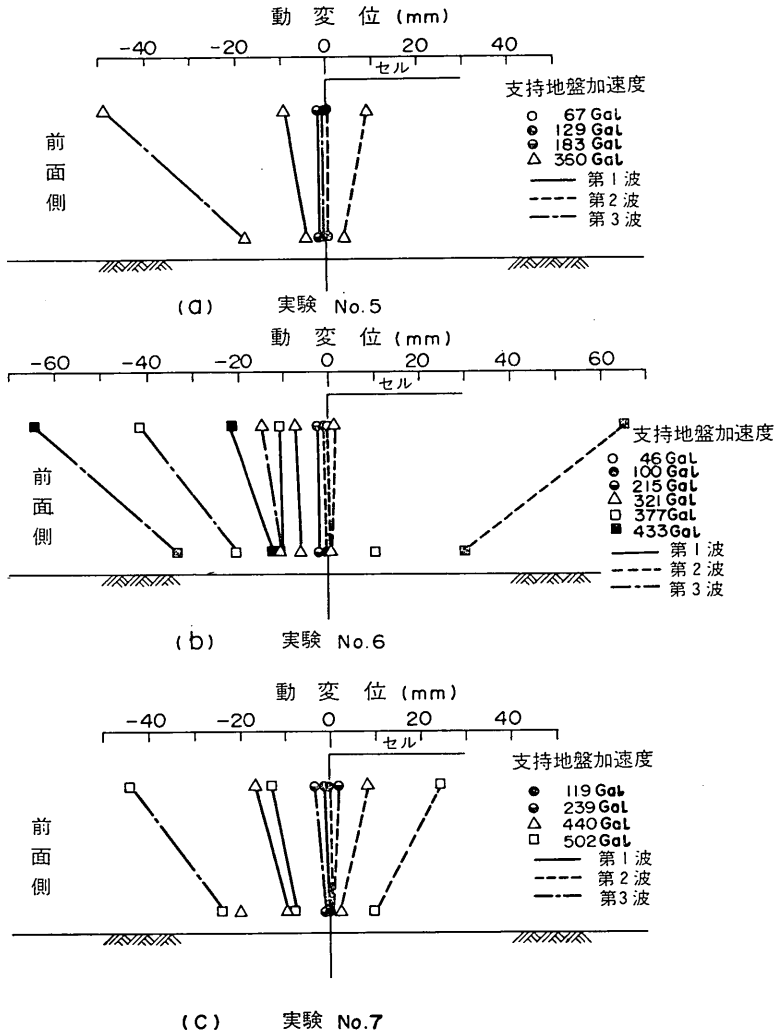 動 変 位 (mm)
-40 -20 0 20 40
セル
支持地盤加速度
67 Gal
129 Gal
183 Gal
350 Gal
第1波
第2波
第3波
前面側
(a) 実験 No.5
動 変 位 (mm)
-60 -40 -20 0 20 40 60
セル
支持地盤加速度
46 Gal
100 Gal
215 Gal
321 Gal
377 Gal
433 Gal
第1波
第2波
第3波
前面側
(b) 実験 No.6
動 変 位 (mm)
-40 -20 0 20 40
セル
支持地盤加速度
119 Gal
239 Gal
440 Gal
502 Gal
第1波
第2波
第3波
前面側
(c) 実験 No.7